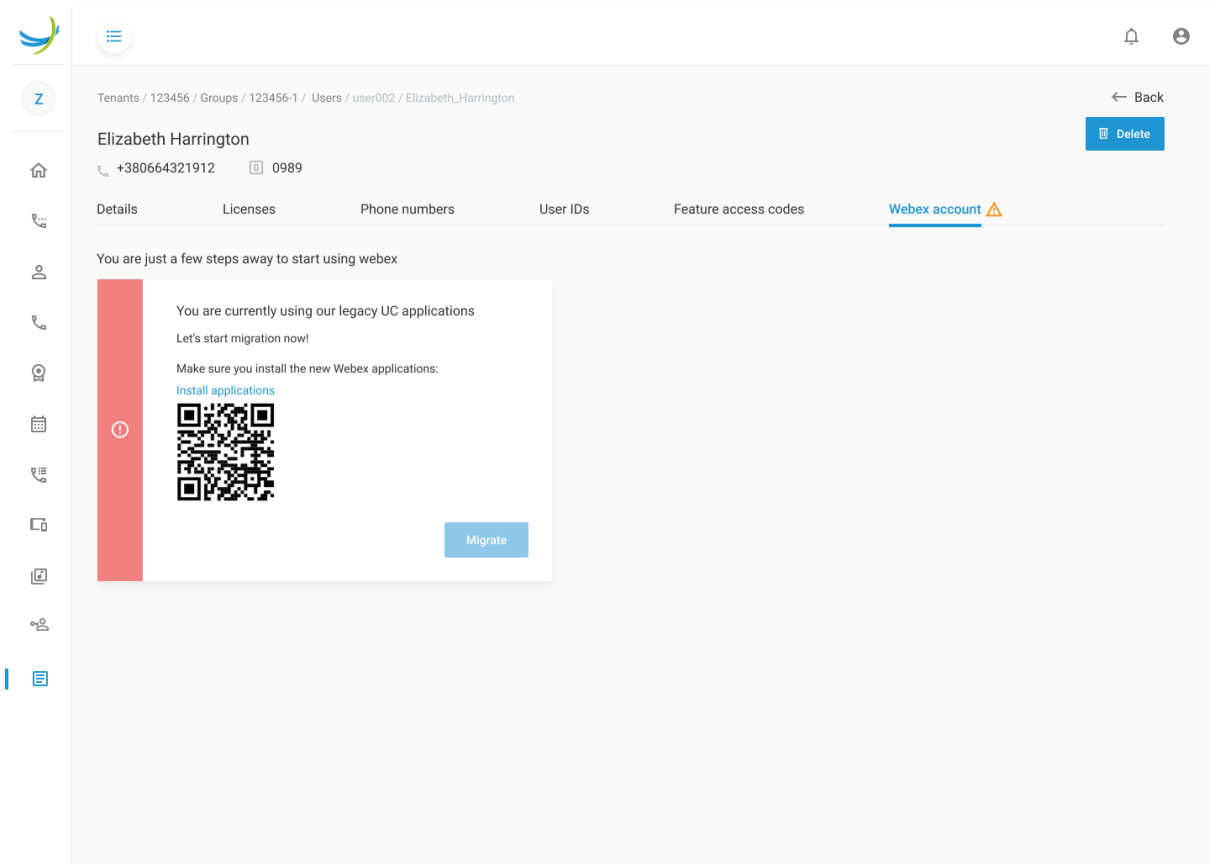 Z
Tenants / 123456 / Groups / 123456-1 / Users / user002 / Elizabeth_Harrington
Back
Elizabeth Harrington
Delete
+380664321912 0989
Details Licenses Phone numbers User IDs Feature access codes Webex account
You are just a few steps away to start using webex
You are currently using our legacy UC applications
Let's start migration now!
Make sure you install the new Webex applications:
Install applications
Migrate